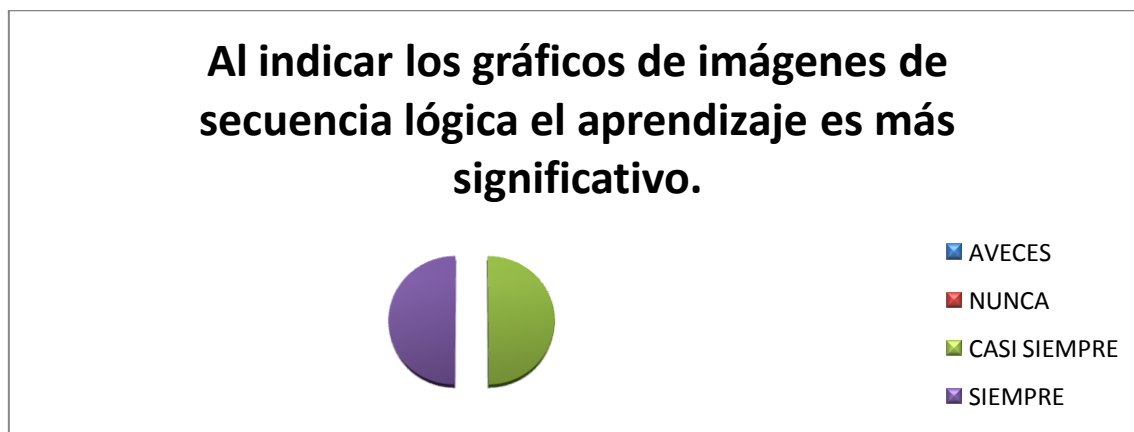 Al indicar los gráficos de imágenes de
secuencia lógica el aprendizaje es más
significativo.
AVECES
NUNCA
CASI SIEMPRE
SIEMPRE